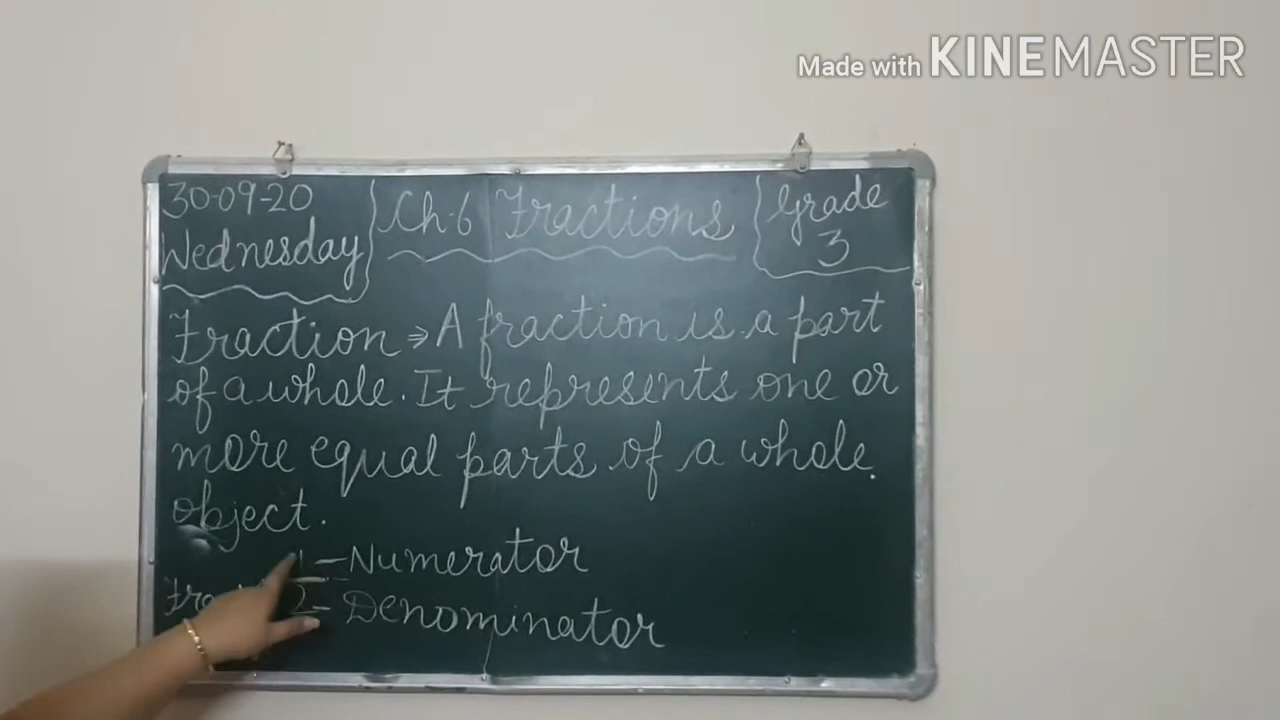 Made with KINEMASTER
30-09-20
Wednesday
Ch-6 Fractions
Grade
3
Fraction ⇒ A fraction is a part
of a whole. It represents one or
more equal parts of a whole.
object.
1 - Numerator
2 - Denominator